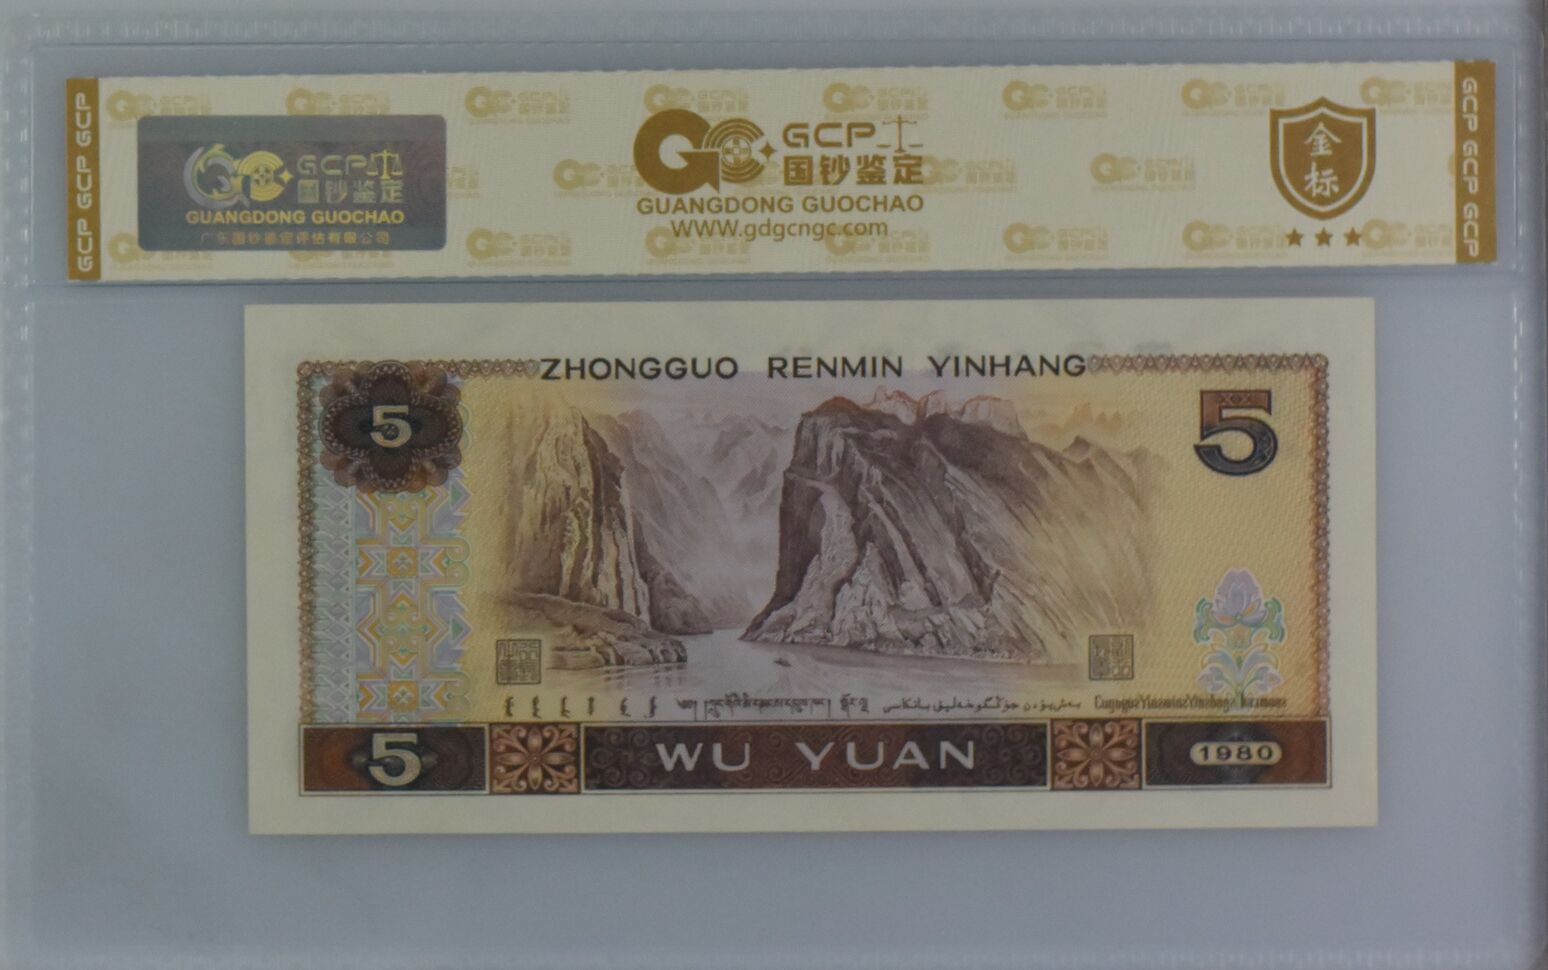 GCP GCP GCP
GCP 国钞鉴定
GUANGDONG GUOCHAO
广东国钞鉴定评估有限公司
GCP
国钞鉴定
GUANGDONG GUOCHAO
WWW.gdgcngc.com
金标
GCP GCP GCP
ZHONGGUO RENMIN YINHANG
5
5
5
WU YUAN
1980